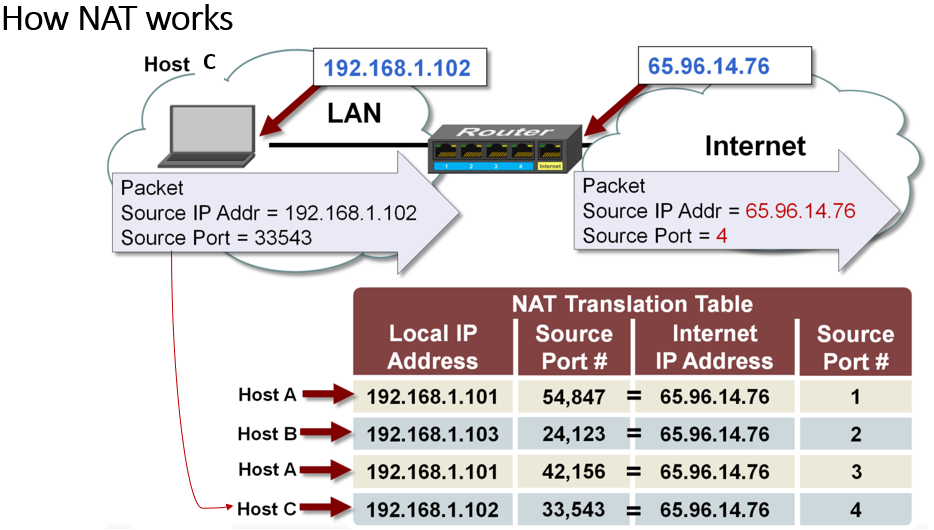 How NAT works
Host C
192.168.1.102
65.96.14.76
LAN
Router
Internet
1 2 3 4 Internet
Packet
Source IP Addr = 192.168.1.102
Source Port = 33543
Packet
Source IP Addr = 65.96.14.76
Source Port = 4
NAT Translation Table
Local IP Address Source Port # Internet IP Address Source Port #
Host A 192.168.1.101 54,847 = 65.96.14.76 1
Host B 192.168.1.103 24,123 = 65.96.14.76 2
Host A 192.168.1.101 42,156 = 65.96.14.76 3
Host C 192.168.1.102 33,543 = 65.96.14.76 4